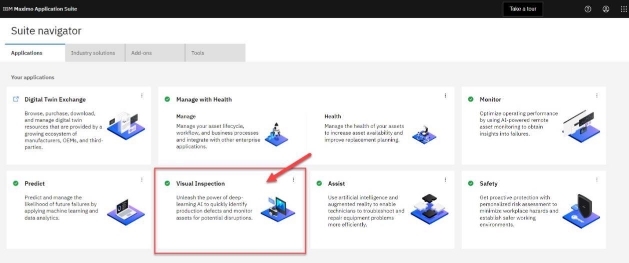 IBM Maximo Application Suite
Take a tour
Suite navigator
Applications
Industry solutions
Add-ons
Tools
Your applications
Digital Twin Exchange
Browse, purchase, download,
and manage digital twin
resources that are provided by a
growing ecosystem of
manufacturers, OEMs, and third-
parties.
Manage with Health
Manage
Manage your asset lifecycle,
workflow, and business processes
and integrate with other enterprise
applications.
Health
Manage the health of your assets
to increase asset availability and
improve replacement planning.
Monitor
Optimize operating performance
by using AI-powered remote
asset monitoring to obtain
insights into failures.
Predict
Predict and manage the
likelihood of future failures by
applying machine learning and
data analytics.
Visual Inspection
Unleash the power of deep-
learning AI to quickly identify
production defects and monitor
assets for potential disruptions.
Assist
Use artificial intelligence and
augmented reality to enable
technicians to troubleshoot and
repair equipment problems
more efficiently.
Safety
Get proactive protection with
personalized risk assessment to
minimize workplace hazards and
establish safer working
environments.